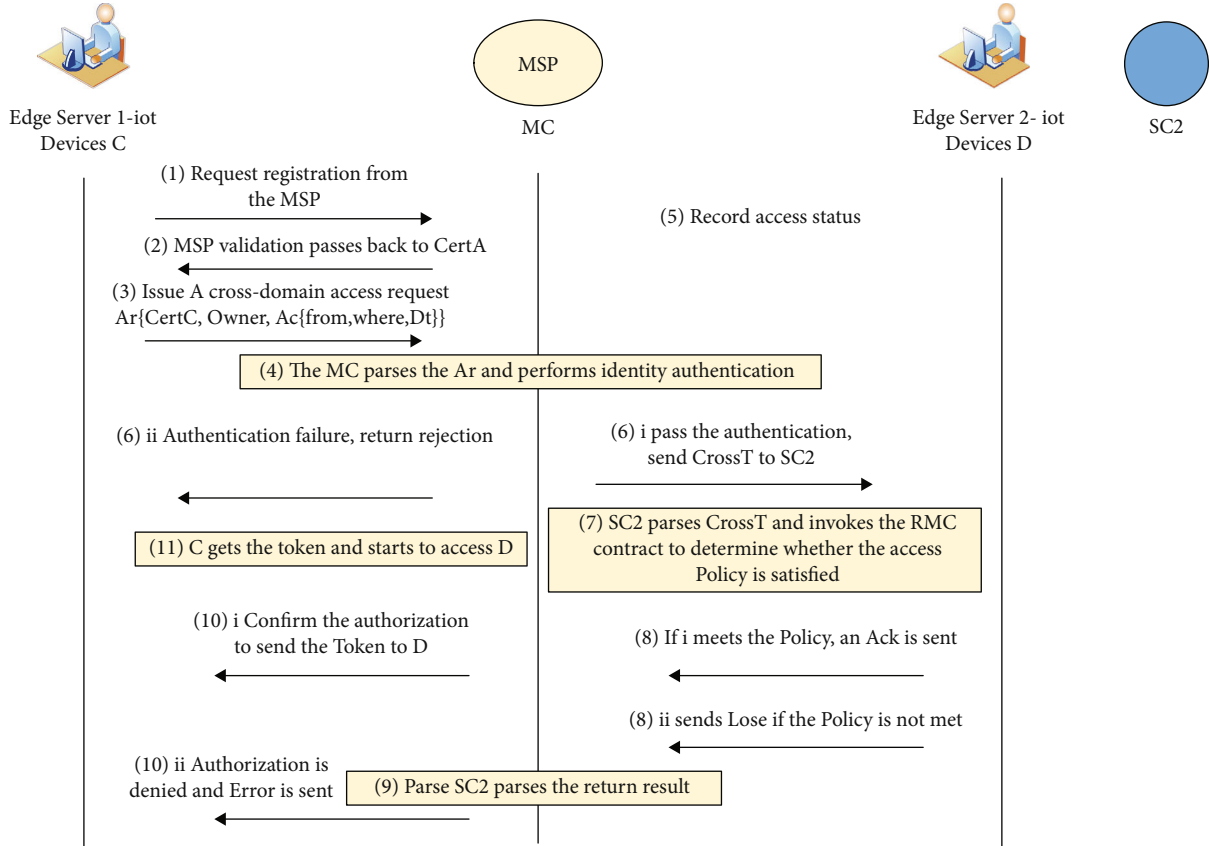 MSP
Edge Server 1-iot
Devices C
MC
Edge Server 2- iot
Devices D
SC2
(1) Request registration from
the MSP
(5) Record access status
(2) MSP validation passes back to CertA
(3) Issue A cross-domain access request
Ar{CertC, Owner, Ac{from,where,Dt}}
(4) The MC parses the Ar and performs identity authentication
(6) ii Authentication failure, return rejection
(6) i pass the authentication,
send CrossT to SC2
(11) C gets the token and starts to access D
(7) SC2 parses CrossT and invokes the RMC
contract to determine whether the access
Policy is satisfied
(10) i Confirm the authorization
to send the Token to D
(8) If i meets the Policy, an Ack is sent
(8) ii sends Lose if the Policy is not met
(10) ii Authorization is
denied and Error is sent
(9) Parse SC2 parses the return result